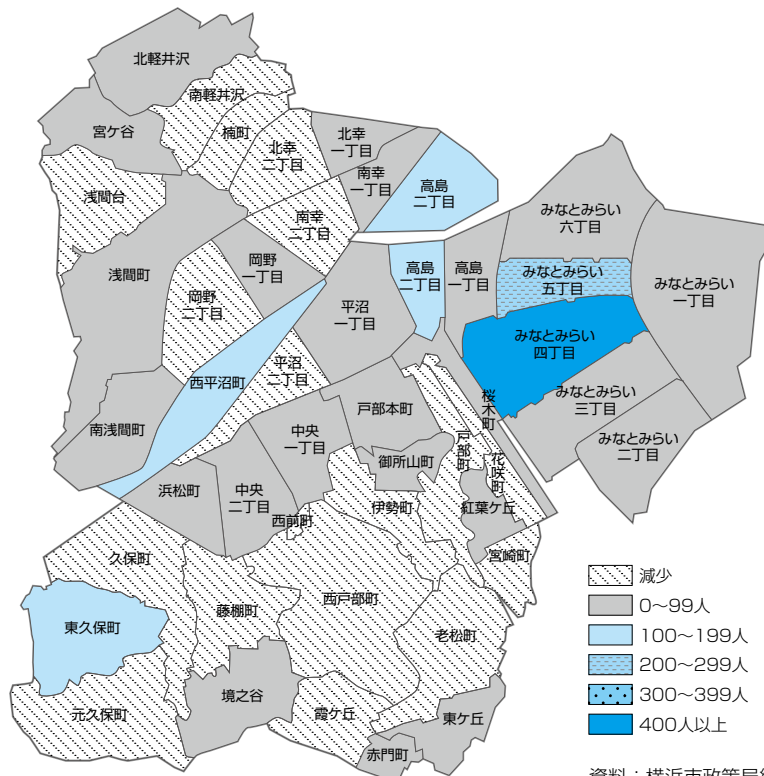 北軽井沢
南軽井沢
宮ケ谷
楠町
北幸
二丁目
北幸
一丁目
南幸
一丁目
高島
二丁目
浅間台
南幸
二丁目
みなとみらい
六丁目
浅間町
岡野
一丁目
岡野
二丁目
平沼
一丁目
高島
二丁目
高島
一丁目
みなとみらい
五丁目
みなとみらい
一丁目
みなとみらい
四丁目
西平沼町
平沼
二丁目
みなとみらい
三丁目
みなとみらい
二丁目
桜木町
南浅間町
戸部本町
中央
一丁目
御所山町
戸部町
花咲町
浜松町
中央
二丁目
西前町
伊勢町
紅葉ケ丘
宮崎町
久保町
藤棚町
西戸部町
老松町
東久保町
元久保町
境之谷
霞ケ丘
東ケ丘
赤門町
減少
0〜99人
100〜199人
200〜299人
300〜399人
400人以上
資料：横浜市政策局